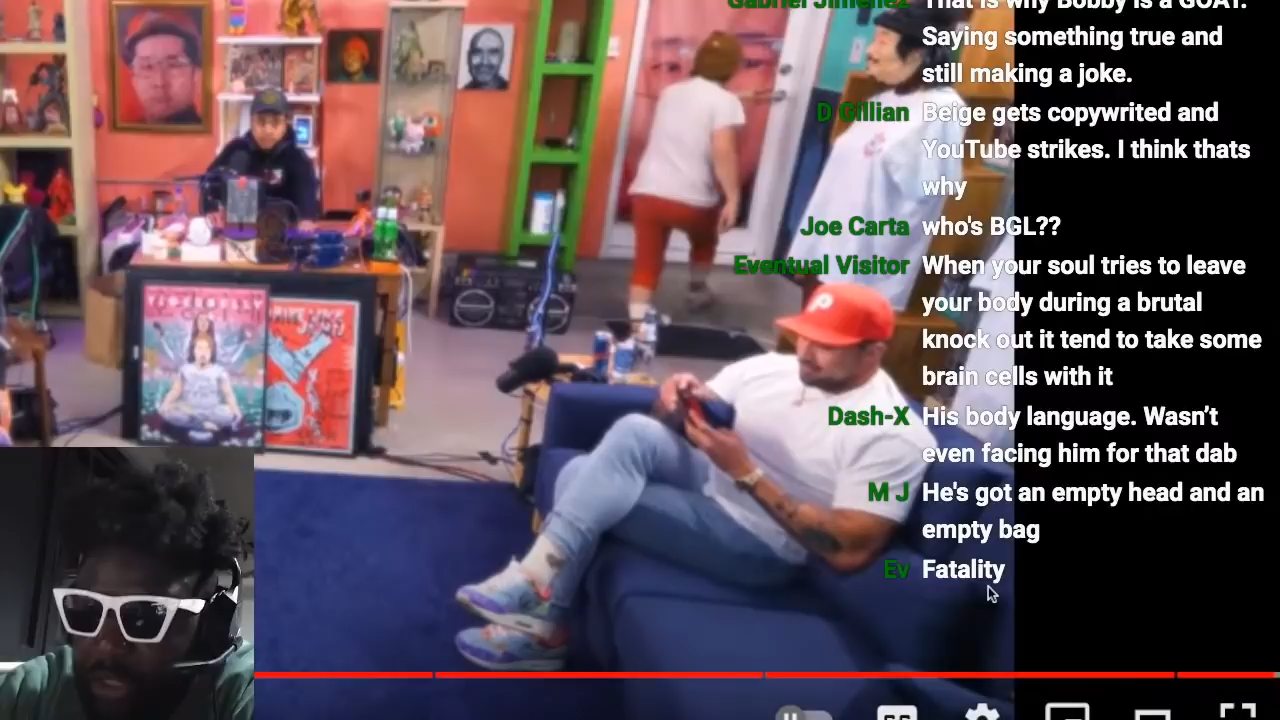 Gabriel Jimenez That is why Bobby is a GOAT.
Saying something true and
still making a joke.
D Gillian Beige gets copywrited and
YouTube strikes. I think thats
why
Joe Carta who's BGL??
Eventual Visitor When your soul tries to leave
your body during a brutal
knock out it tend to take some
brain cells with it
Dash-X His body language. Wasn’t
even facing him for that dab
M J He's got an empty head and an
empty bag
Ev Fatality
TIGERBELLY
P